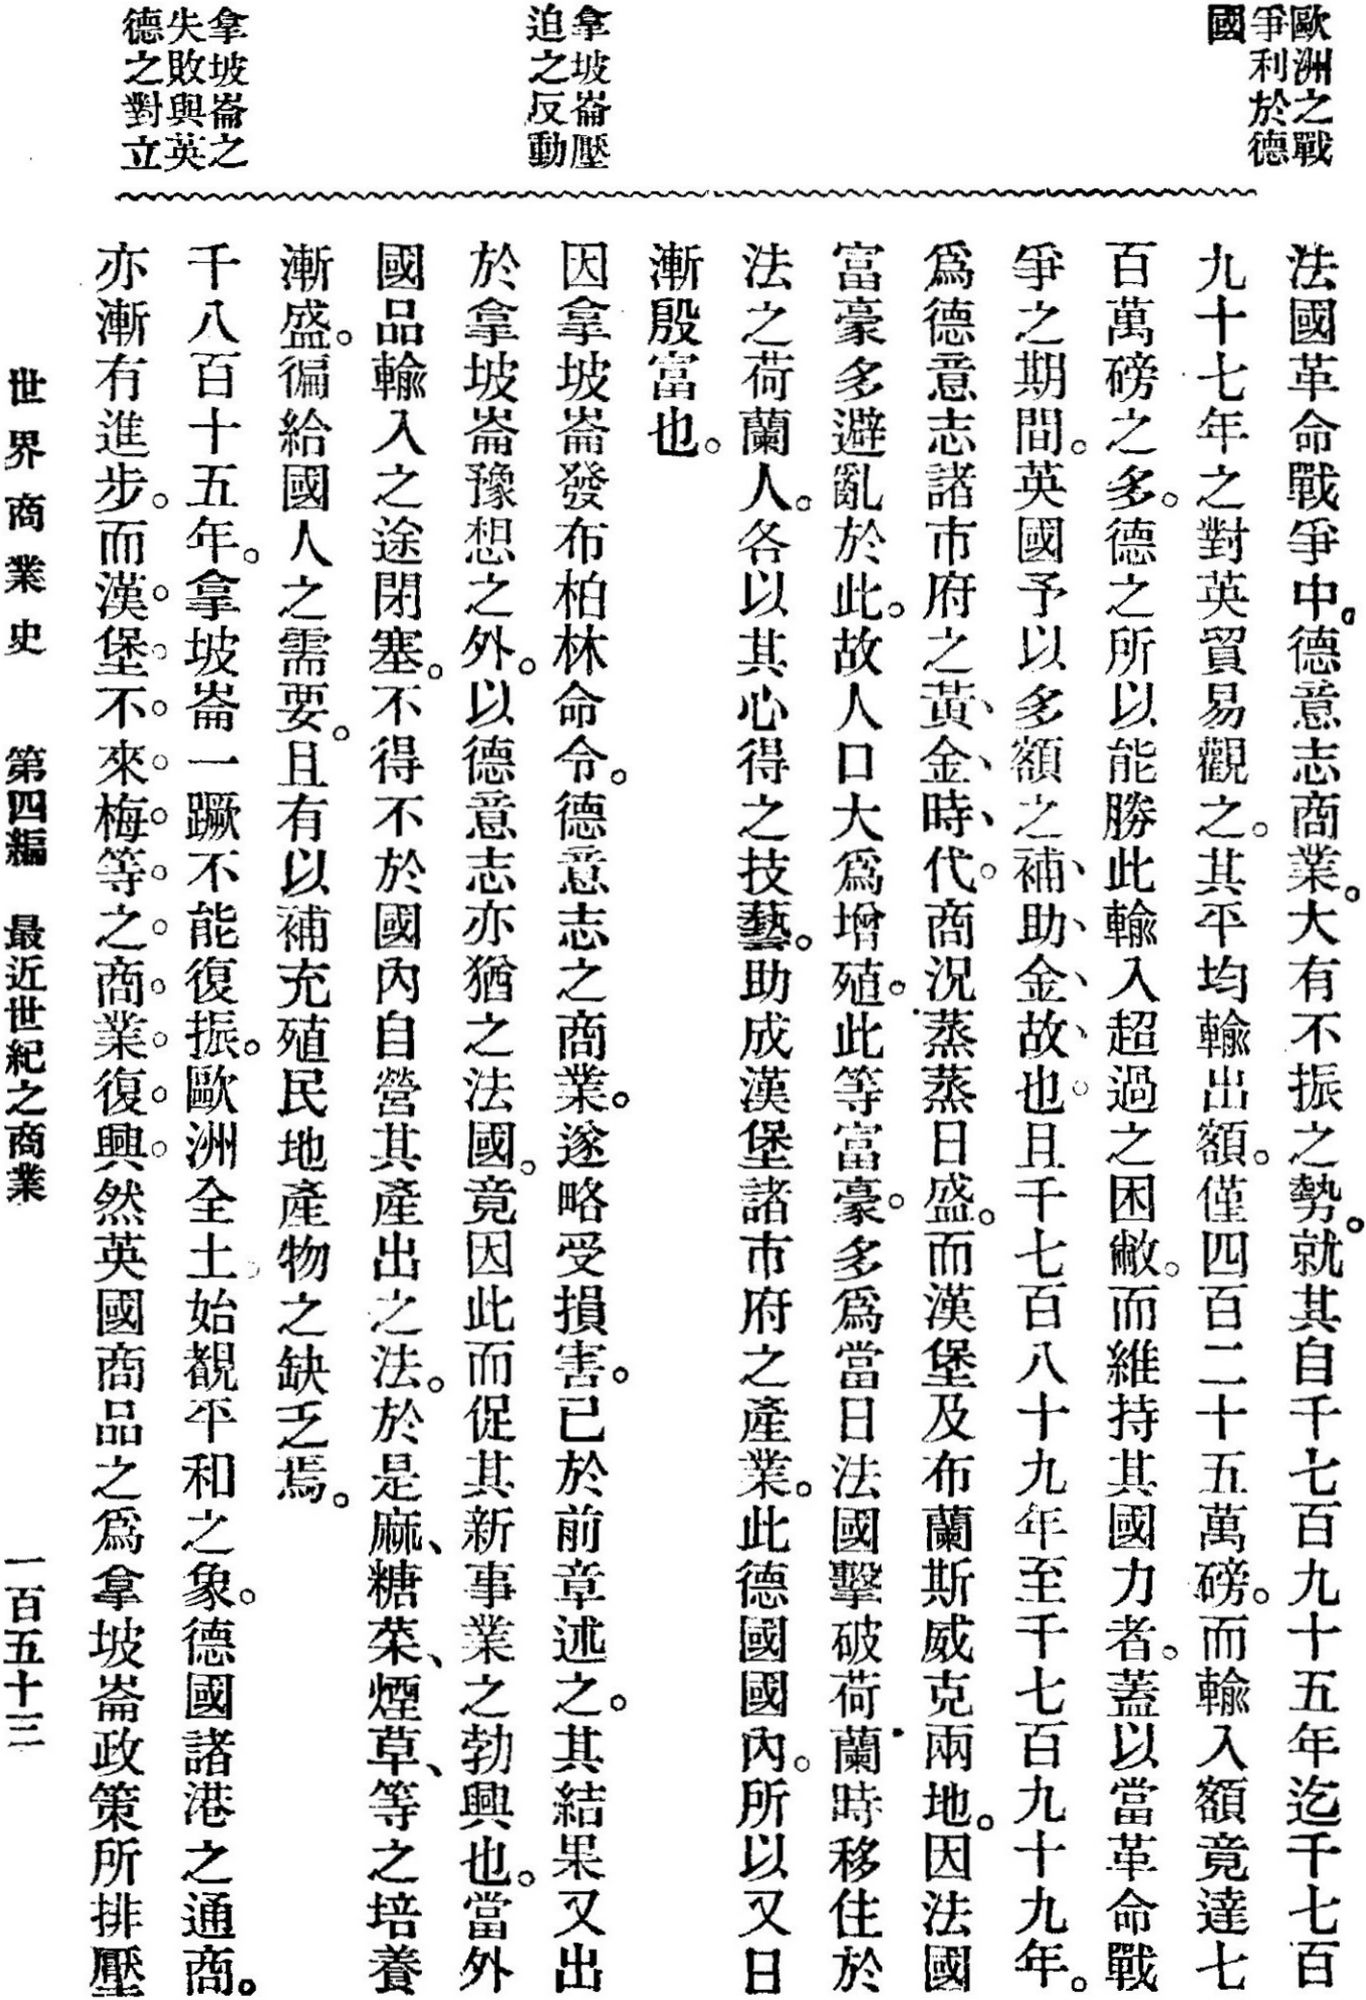 歐洲之戰
爭利於德
國
拿坡崙壓
迫之反動
拿坡崙之
失敗與英
德之對立
法國革命戰爭中。德意志商業。大有不振之勢。就其自千七百九十五年迄千七百
九十七年之對英貿易觀之。其平均輸出額。僅四百二十五萬磅。而輸入額竟達七
百萬磅之多。德之所以能勝此輸入超過之困敝。而維持其國力者。蓋以當革命戰
爭之期間。英國予以多額之補助金故也。且千七百八十九年至千七百九十九年。
爲德意志諸市府之黃金時代。商況蒸蒸日盛。而漢堡及布蘭斯威克兩地。因法國
富豪多避亂於此。故人口大爲增殖。此等富豪。多爲當日法國擊破荷蘭時移住於
法之荷蘭人。各以其心得之技藝。助成漢堡諸市府之產業。此德國國內。所以又日
漸殷富也。
因拿坡崙發布柏林命令。德意志之商業。遂略受損害。已於前章述之。其結果又出
於拿坡崙豫想之外。以德意志亦猶之法國。竟因此而促其新事業之勃興也。當外
國品輸入之途閉塞。不得不於國內自營其產出之法。於是麻、糖菜、煙草、等之培養
漸盛。徧給國人之需要。且有以補充殖民地產物之缺乏焉。
千八百十五年。拿坡崙一蹶不能復振。歐洲全土。始覩平和之象。德國諸港之通商。
亦漸有進步。而漢堡不來梅等之商業復興。然英國商品之爲拿坡崙政策所排壓
世界商業史　第四編　最近世紀之商業　一百五十三